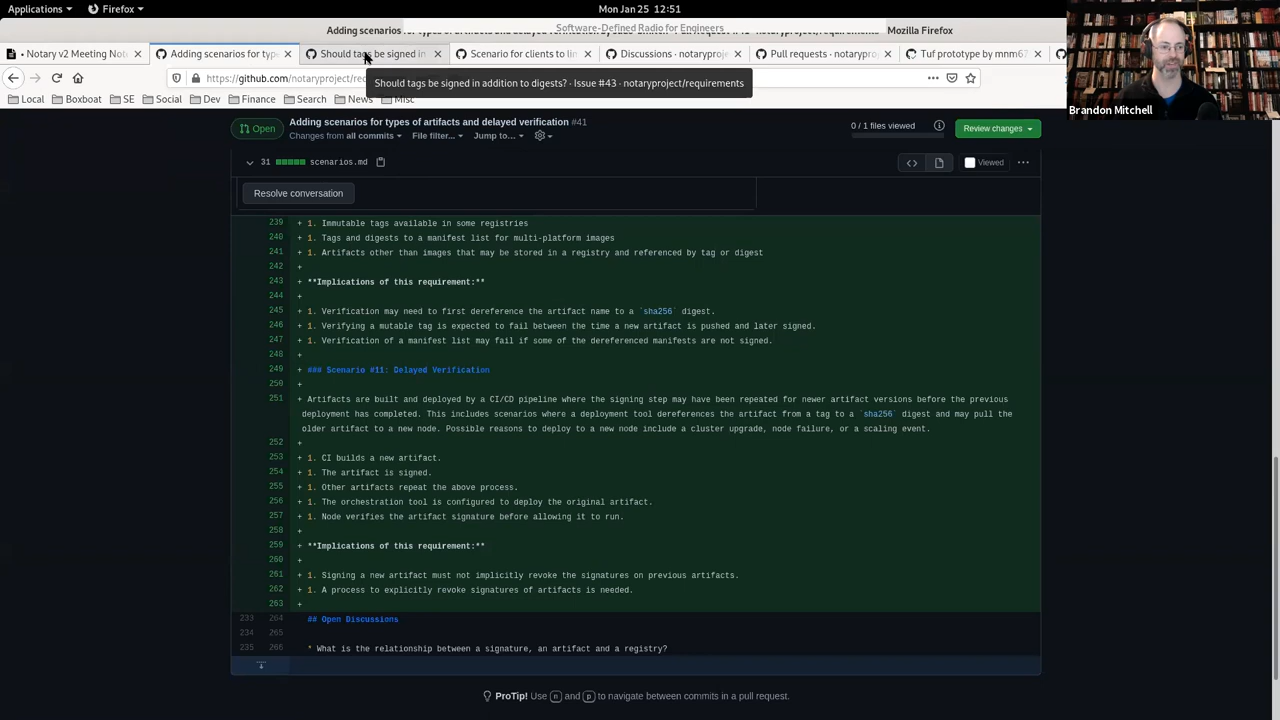 Applications
Firefox
Mon Jan 25 12:51
Software-Defined Radio for Engineers
Mozilla Firefox
• Notary v2 Meeting Not
Adding scenarios for type
Should tags be signed in
Scenario for clients to lin
Discussions · notaryprojec
Pull requests · notarypro
Tuf prototype by mnm67
https://github.com/notaryproject/re
Should tags be signed in addition to digests? · Issue #43 · notaryproject/requirements
Local
Boxboat
SE
Social
Dev
Finance
Search
News
Misc
Brandon Mitchell
Open
Adding scenarios for types of artifacts and delayed verification #41
Changes from all commits
File filter...
Jump to...
0 / 1 files viewed
Review changes
31
scenarios.md
<>
Viewed
Resolve conversation
239 + 1. Immutable tags available in some registries
240 + 1. Tags and digests to a manifest list for multi-platform images
241 + 1. Artifacts other than images that may be stored in a registry and referenced by tag or digest
242 +
243 + **Implications of this requirement:**
244 +
245 + 1. Verification may need to first dereference the artifact name to a `sha256` digest.
246 + 1. Verifying a mutable tag is expected to fail between the time a new artifact is pushed and later signed.
247 + 1. Verification of a manifest list may fail if some of the dereferenced manifests are not signed.
248 +
249 + ### Scenario #11: Delayed Verification
250 +
251 + Artifacts are built and deployed by a CI/CD pipeline where the signing step may have been repeated for newer artifact versions before the previous
deployment has completed. This includes scenarios where a deployment tool dereferences the artifact from a tag to a `sha256` digest and may pull the
older artifact to a new node. Possible reasons to deploy to a new node include a cluster upgrade, node failure, or a scaling event.
252 +
253 + 1. CI builds a new artifact.
254 + 1. The artifact is signed.
255 + 1. Other artifacts repeat the above process.
256 + 1. The orchestration tool is configured to deploy the original artifact.
257 + 1. Node verifies the artifact signature before allowing it to run.
258 +
259 + **Implications of this requirement:**
260 +
261 + 1. Signing a new artifact must not implicitly revoke the signatures on previous artifacts.
262 + 1. A process to explicitly revoke signatures of artifacts is needed.
263 +
233 264 ## Open Discussions
234 265
235 266 * What is the relationship between a signature, an artifact and a registry?
ProTip! Use n and p to navigate between commits in a pull request.